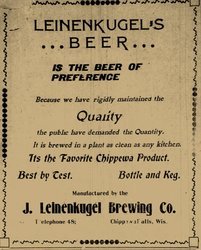 LEINENKUGEL'S
...BEER...
IS THE BEER OF
PREFERENCE
Because we have rigidly maintained the
Quality
the public have demanded the Quantity.
It is brewed in a plant as clean as any kitchen.
Its the Favorite Chippewa Product.
Best by Test. Bottle and Keg.
Manufactured by the
J. Leinenkugel Brewing Co.
Telephone 48; Chippewa Falls, Wis.